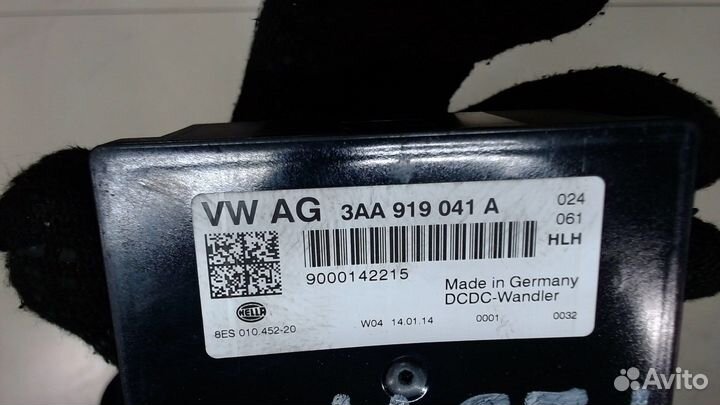 VW AG 3AA 919 041 A
024
061
HLH
9000142215
Made in Germany
DCDC-Wandler
HELLA
8ES 010.452-20
W04 14.01.14
0001
0032
Avito